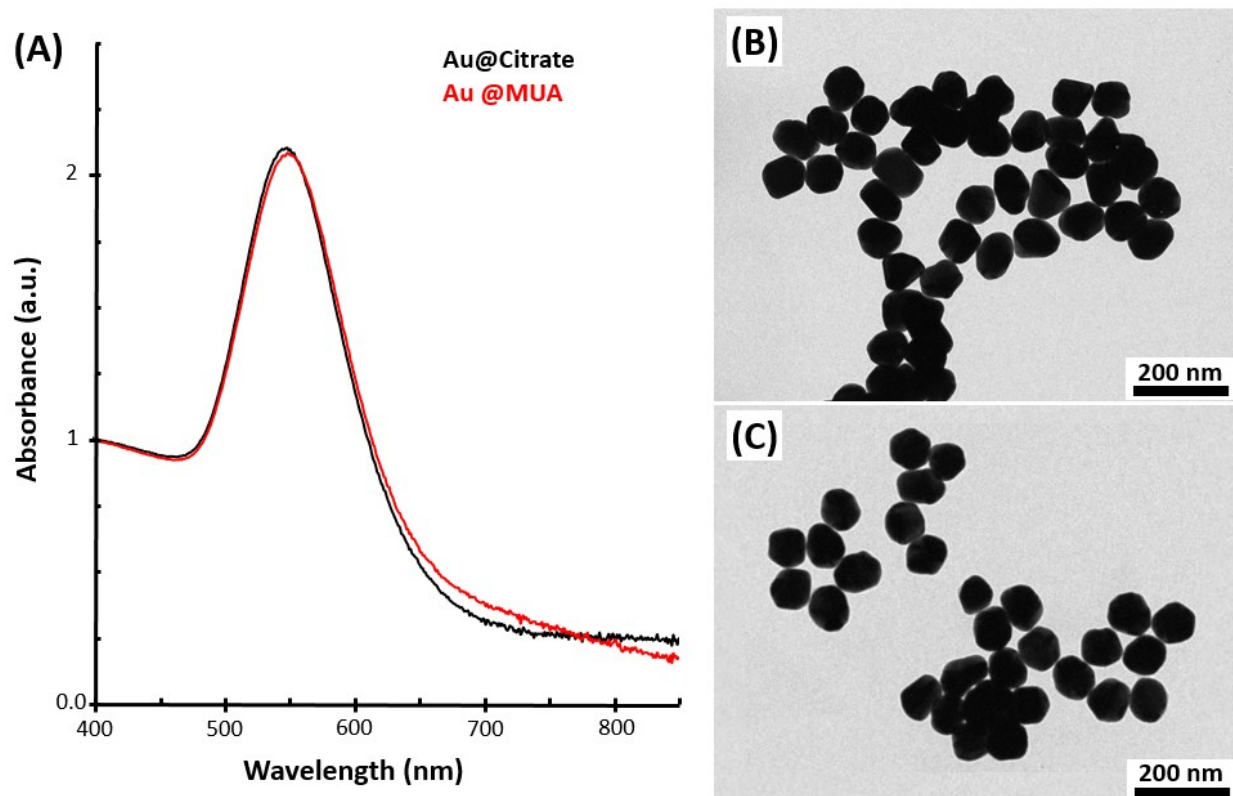 (A)
Au@Citrate
Au @MUA
Absorbance (a.u.)
2
1
0.0
400 500 600 700 800
Wavelength (nm)
(B)
200 nm
(C)
200 nm